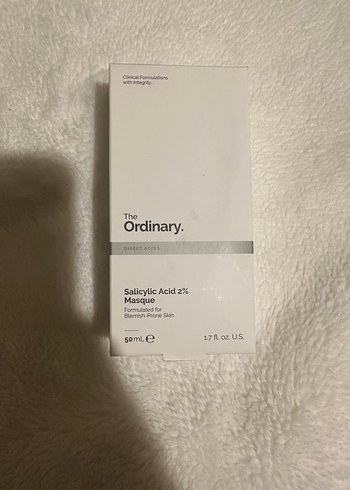 Clinical Formulations
with Integrity.
The
Ordinary.
DIRECT ACIDS
Salicylic Acid 2%
Masque
Formulated for
Blemish-Prone Skin
50 mL ℮ 1.7 fl. oz. U.S.